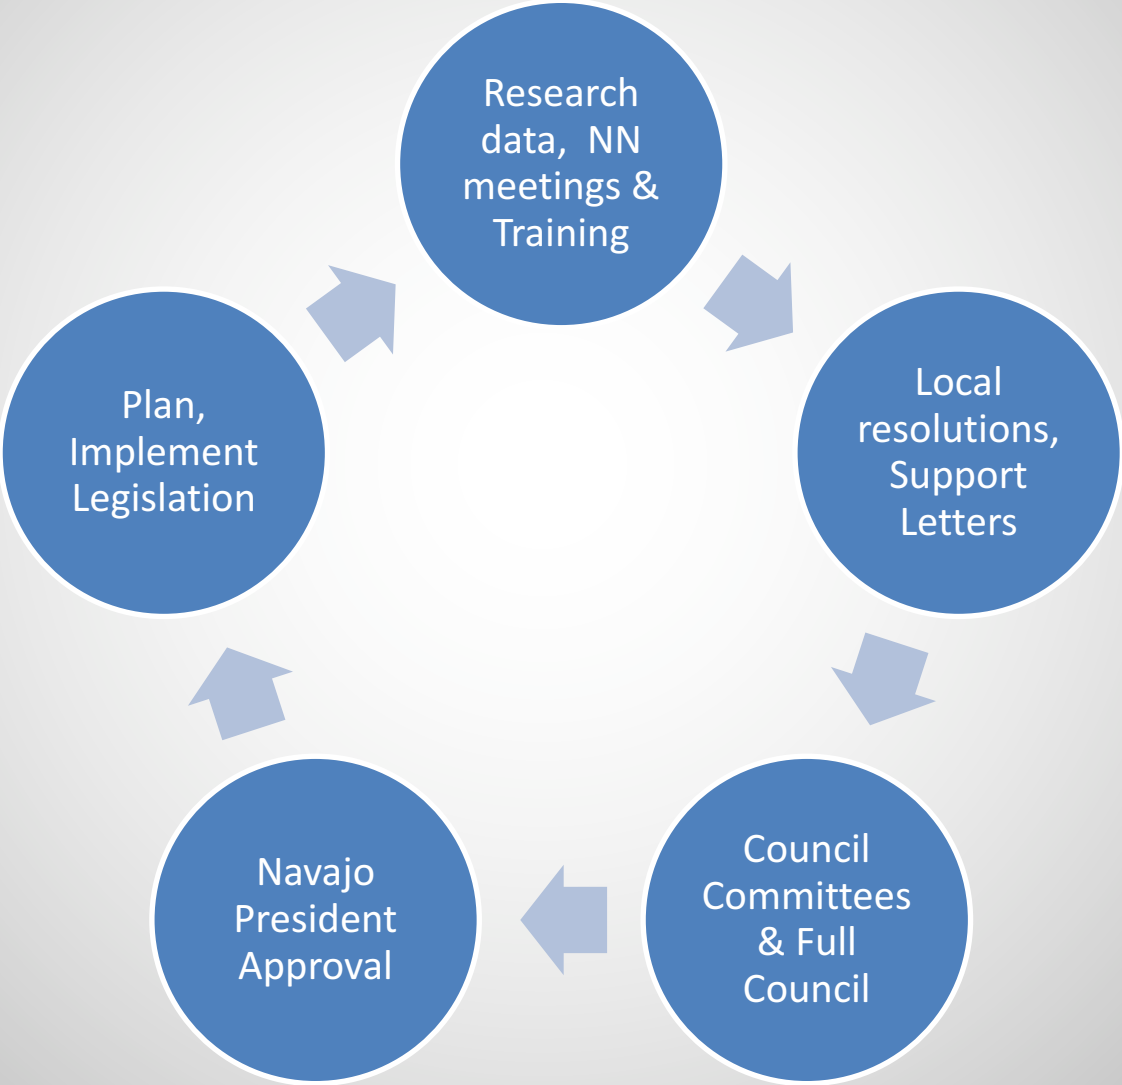 Research
data,  NN
meetings &
Training
Local
resolutions,
Support
Letters
Council
Committees
& Full
Council
Navajo
President
Approval
Plan,
Implement
Legislation